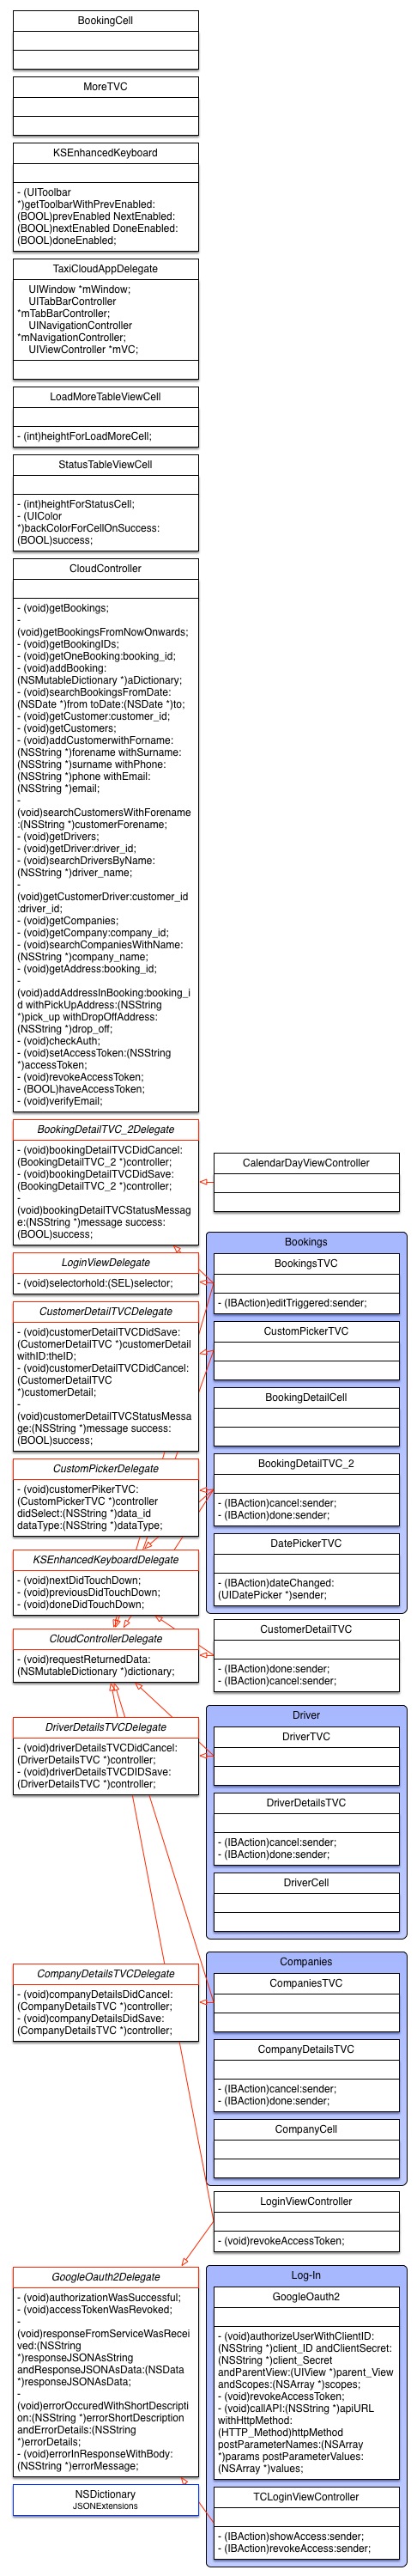 BookingCell
MoreTVC
KSEnhancedKeyboard
- (UIToolbar
*)getToolbarWithPrevEnabled:
(BOOL)prevEnabled NextEnabled:
(BOOL)nextEnabled DoneEnabled:
(BOOL)doneEnabled;
TaxiCloudAppDelegate
UIWindow *mWindow;
UITabBarController
*mTabBarController;
UINavigationController
*mNavigationController;
UIViewController *mVC;
LoadMoreTableViewCell
- (int)heightForLoadMoreCell;
StatusTableViewCell
- (int)heightForStatusCell;
- (UIColor
*)backColorForCellOnSuccess:
(BOOL)success;
CloudController
- (void)getBookings;
-
(void)getBookingsFromNowOnwards;
- (void)getBookingIDs;
- (void)getOneBooking:booking_id;
- (void)addBooking:
(NSMutableDictionary *)aDictionary;
- (void)searchBookingsFromDate:
(NSDate *)from toDate:(NSDate *)to;
- (void)getCustomer:customer_id;
- (void)getCustomers;
- (void)addCustomerwithForname:
(NSString *)forename withSurname:
(NSString *)surname withPhone:
(NSString *)phone withEmail:
(NSString *)email;
-
(void)searchCustomersWithForename
:(NSString *)customerForename;
- (void)getDrivers;
- (void)getDriver:driver_id;
- (void)searchDriversByName:
(NSString *)driver_name;
-
(void)getCustomerDriver:customer_id
:driver_id;
- (void)getCompanies;
- (void)getCompany:company_id;
- (void)searchCompaniesWithName:
(NSString *)company_name;
- (void)getAddress:booking_id;
-
(void)addAddressInBooking:booking_i
d withPickUpAddress:(NSString
*)pick_up withDropOffAddress:
(NSString *)drop_off;
- (void)checkAuth;
- (void)setAccessToken:(NSString
*)accessToken;
- (void)revokeAccessToken;
- (BOOL)haveAccessToken;
- (void)verifyEmail;
BookingDetailTVC_2Delegate
- (void)bookingDetailTVCDidCancel:
(BookingDetailTVC_2 *)controller;
- (void)bookingDetailTVCDidSave:
(BookingDetailTVC_2 *)controller;
-
(void)bookingDetailTVCStatusMessag
e:(NSString *)message success:
(BOOL)success;
CalendarDayViewController
LoginViewDelegate
- (void)selectorhold:(SEL)selector;
CustomerDetailTVCDelegate
- (void)customerDetailTVCDidSave:
(CustomerDetailTVC *)customerDetail
withID:theID;
- (void)customerDetailTVCDidCancel:
(CustomerDetailTVC
*)customerDetail;
-
(void)customerDetailTVCStatusMessa
ge:(NSString *)message success:
(BOOL)success;
CustomPickerDelegate
- (void)customerPikerTVC:
(CustomPickerTVC *)controller
didSelect:(NSString *)data_id
dataType:(NSString *)dataType;
KSEnhancedKeyboardDelegate
- (void)nextDidTouchDown;
- (void)previousDidTouchDown;
- (void)doneDidTouchDown;
Bookings
BookingsTVC
- (IBAction)editTriggered:sender;
CustomPickerTVC
BookingDetailCell
BookingDetailTVC_2
- (IBAction)cancel:sender;
- (IBAction)done:sender;
DatePickerTVC
- (IBAction)dateChanged:
(UIDatePicker *)sender;
CloudControllerDelegate
- (void)requestReturnedData:
(NSMutableDictionary *)dictionary;
CustomerDetailTVC
- (IBAction)done:sender;
- (IBAction)cancel:sender;
DriverDetailsTVCDelegate
- (void)driverDetailsTVCDidCancel:
(DriverDetailsTVC *)controller;
- (void)driverDetailsTVCDIDSave:
(DriverDetailsTVC *)controller;
Driver
DriverTVC
DriverDetailsTVC
- (IBAction)cancel:sender;
- (IBAction)done:sender;
DriverCell
CompanyDetailsTVCDelegate
- (void)companyDetailsDidCancel:
(CompanyDetailsTVC *)controller;
- (void)companyDetailsDidSave:
(CompanyDetailsTVC *)controller;
Companies
CompaniesTVC
CompanyDetailsTVC
- (IBAction)cancel:sender;
- (IBAction)done:sender;
CompanyCell
LoginViewController
- (void)revokeAccessToken;
GoogleOauth2Delegate
- (void)authorizationWasSuccessful;
- (void)accessTokenWasRevoked;
-
(void)responseFromServiceWasRecei
ved:(NSString
*)responseJSONAsString
andResponseJSONAsData:(NSData
*)responseJSONAsData;
-
(void)errorOccuredWithShortDescripti
on:(NSString *)errorShortDescription
andErrorDetails:(NSString
*)errorDetails;
- (void)errorInResponseWithBody:
(NSString *)errorMessage;
NSDictionary
JSONExtensions
Log-In
GoogleOauth2
- (void)authorizeUserWithClientID:
(NSString *)client_ID andClientSecret:
(NSString *)client_Secret
andParentView:(UIView *)parent_View
andScopes:(NSArray *)scopes;
- (void)revokeAccessToken;
- (void)callAPI:(NSString *)apiURL
withHttpMethod:
(HTTP_Method)httpMethod
postParameterNames:(NSArray
*)params postParameterValues:
(NSArray *)values;
TCLoginViewController
- (IBAction)showAccess:sender;
- (IBAction)revokeAccess:sender;